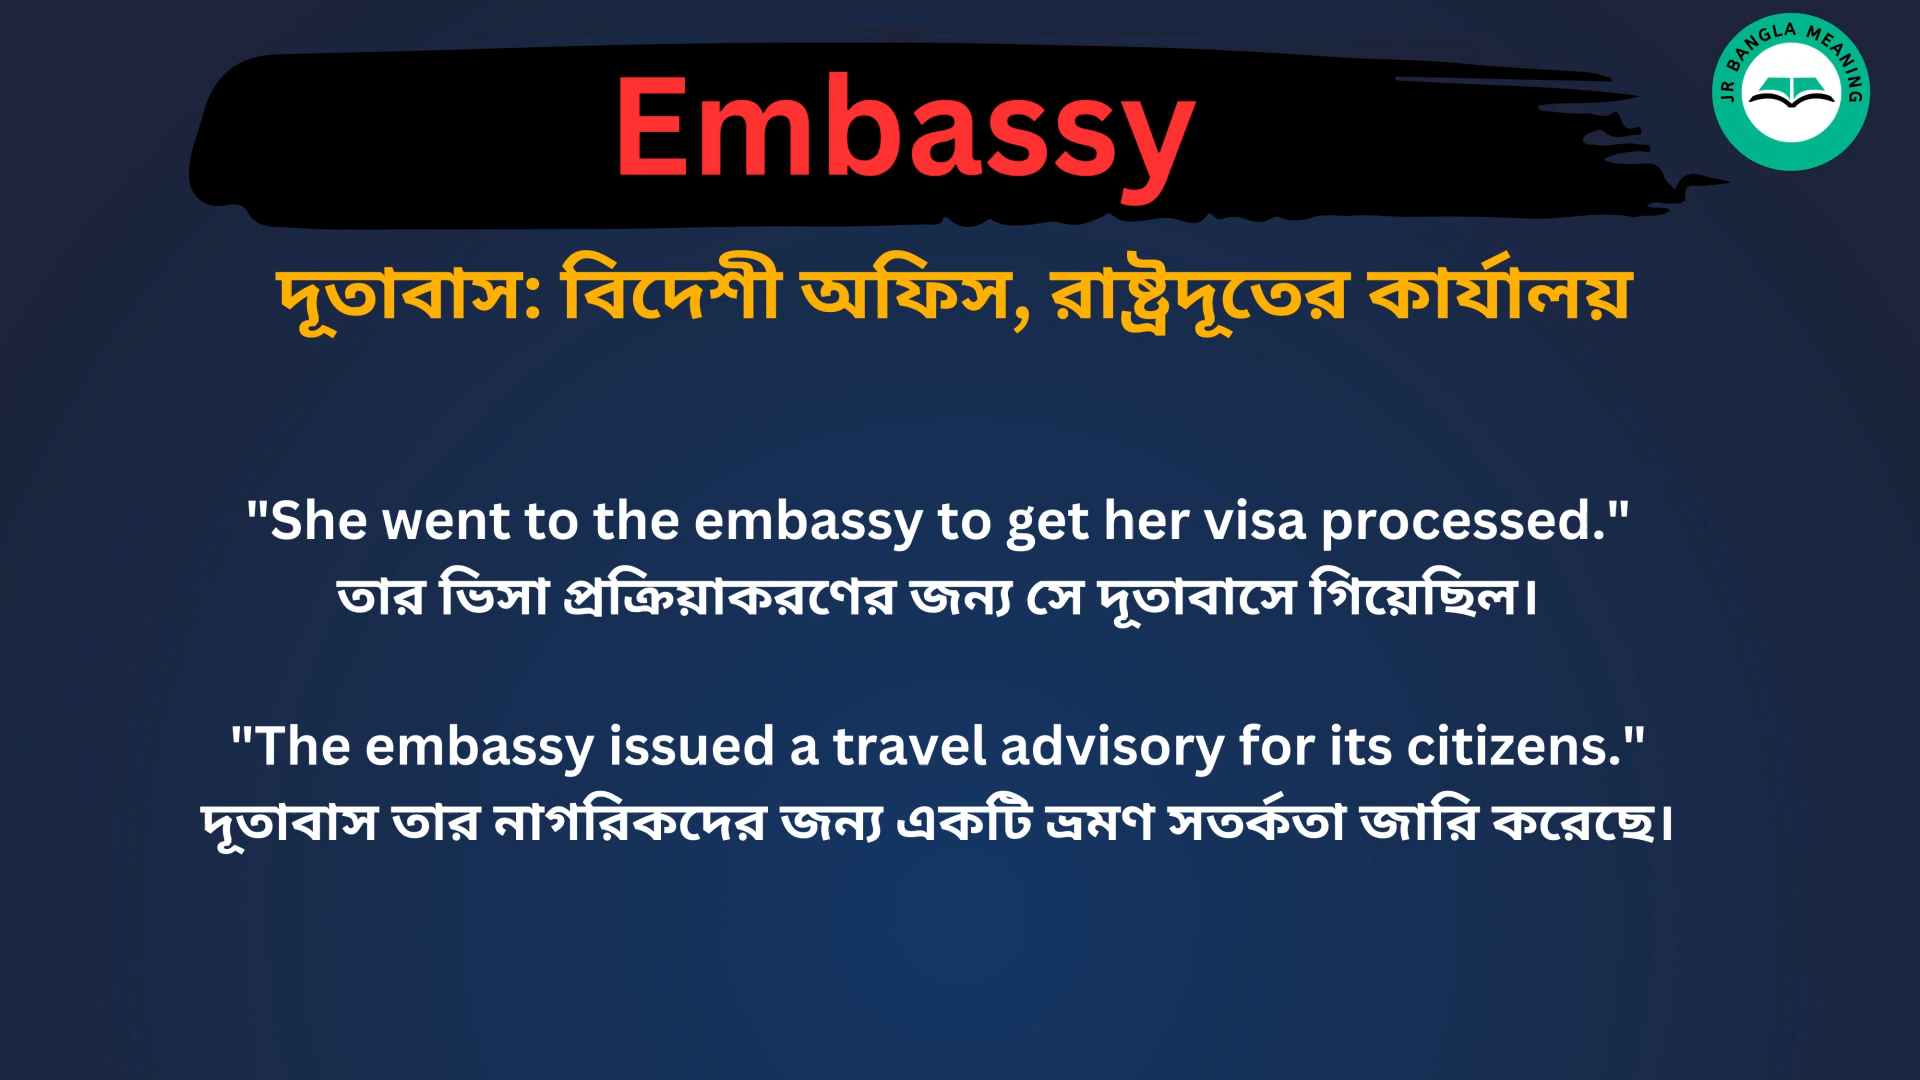 JR BANGLA MEANING
Embassy
দূতাবাস: বিদেশী অফিস, রাষ্ট্রদূতের কার্যালয়
"She went to the embassy to get her visa processed."
তার ভিসা প্রক্রিয়াকরণের জন্য সে দূতাবাসে গিয়েছিল।
"The embassy issued a travel advisory for its citizens."
দূতাবাস তার নাগরিকদের জন্য একটি ভ্রমণ সতর্কতা জারি করেছে।